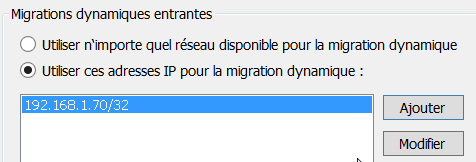 Migrations dynamiques entrantes
Utiliser n'importe quel réseau disponible pour la migration dynamique
Utiliser ces adresses IP pour la migration dynamique :
192.168.1.70/32
Ajouter
Modifier